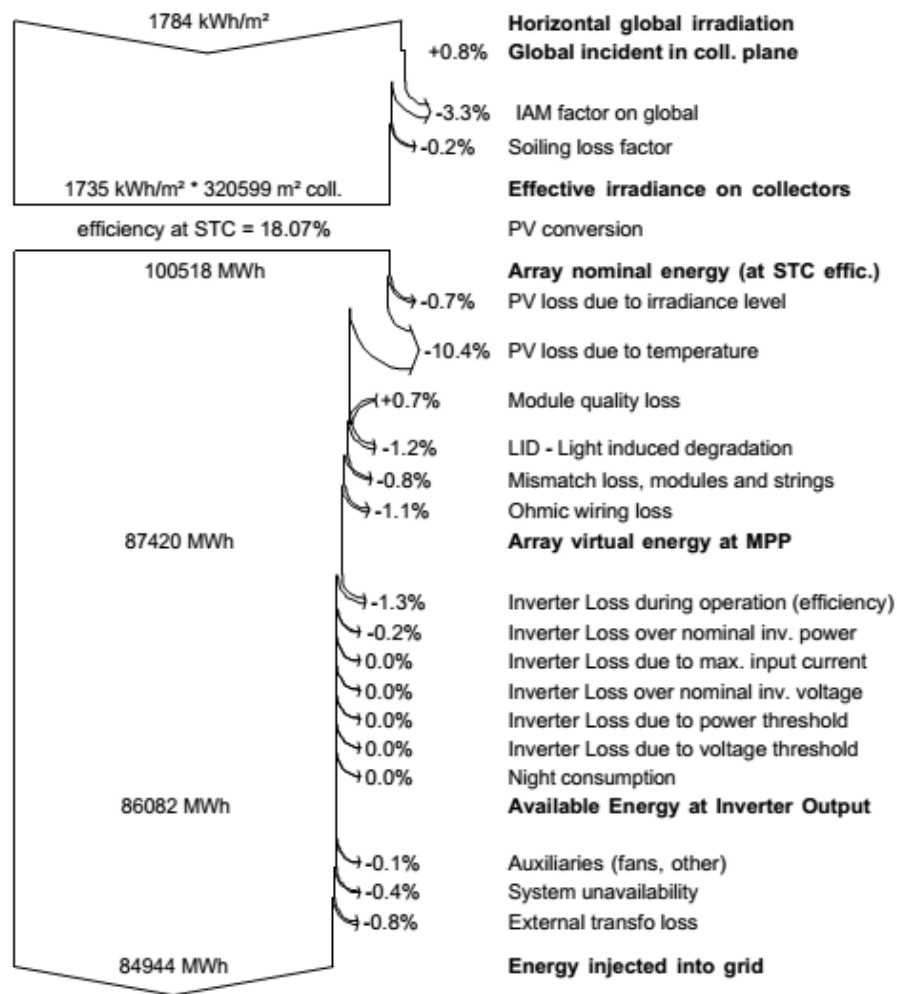 1784 kWh/m² Horizontal global irradiation
+0.8% Global incident in coll. plane
-3.3% IAM factor on global
-0.2% Soiling loss factor
1735 kWh/m² * 320599 m² coll. Effective irradiance on collectors
efficiency at STC = 18.07% PV conversion
100518 MWh Array nominal energy (at STC effic.)
-0.7% PV loss due to irradiance level
-10.4% PV loss due to temperature
+0.7% Module quality loss
-1.2% LID - Light induced degradation
-0.8% Mismatch loss, modules and strings
-1.1% Ohmic wiring loss
87420 MWh Array virtual energy at MPP
-1.3% Inverter Loss during operation (efficiency)
-0.2% Inverter Loss over nominal inv. power
0.0% Inverter Loss due to max. input current
0.0% Inverter Loss over nominal inv. voltage
0.0% Inverter Loss due to power threshold
0.0% Inverter Loss due to voltage threshold
0.0% Night consumption
86082 MWh Available Energy at Inverter Output
-0.1% Auxiliaries (fans, other)
-0.4% System unavailability
-0.8% External transfo loss
84944 MWh Energy injected into grid